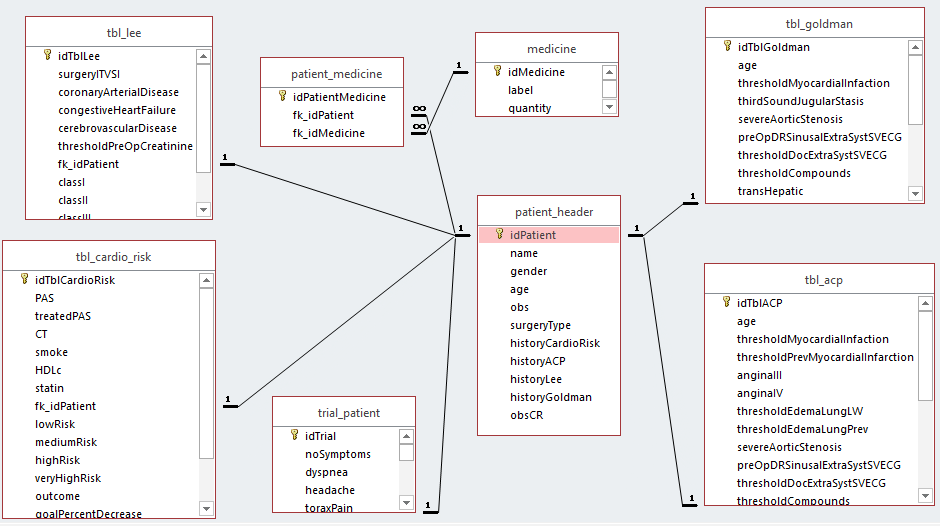 tbl_lee
idTblLee
surgeryITVSI
coronaryArterialDisease
congestiveHeartFailure
cerebrovascularDisease
thresholdPreOpCreatinine
fk_idPatient
classI
classII
classIII
patient_medicine
idPatientMedicine
fk_idPatient
fk_idMedicine
medicine
idMedicine
label
quantity
tbl_goldman
idTblGoldman
age
thresholdMyocardialInfaction
thirdSoundJugularStasis
severeAorticStenosis
preOpDRSinusalExtraSystSVECG
thresholdDocExtraSystSVECG
thresholdCompounds
transHepatic
patient_header
idPatient
name
gender
age
obs
surgeryType
historyCardioRisk
historyACP
historyLee
historyGoldman
obsCR
tbl_cardio_risk
idTblCardioRisk
PAS
treatedPAS
CT
smoke
HDLc
statin
fk_idPatient
lowRisk
mediumRisk
highRisk
veryHighRisk
outcome
goalPercentDecrease
trial_patient
idTrial
noSymptoms
dyspnea
headache
toraxPain
tbl_acp
idTblACP
age
thresholdMyocardialInfaction
thresholdPrevMyocardialInfarction
anginaIII
anginaIV
thresholdEdemaLungLW
thresholdEdemaLungPrev
severeAorticStenosis
preOpDRSinusalExtraSystSVECG
thresholdDocExtraSystSVECG
thresholdCompounds
1
1
∞
∞
1
1
1
1
1
1
1